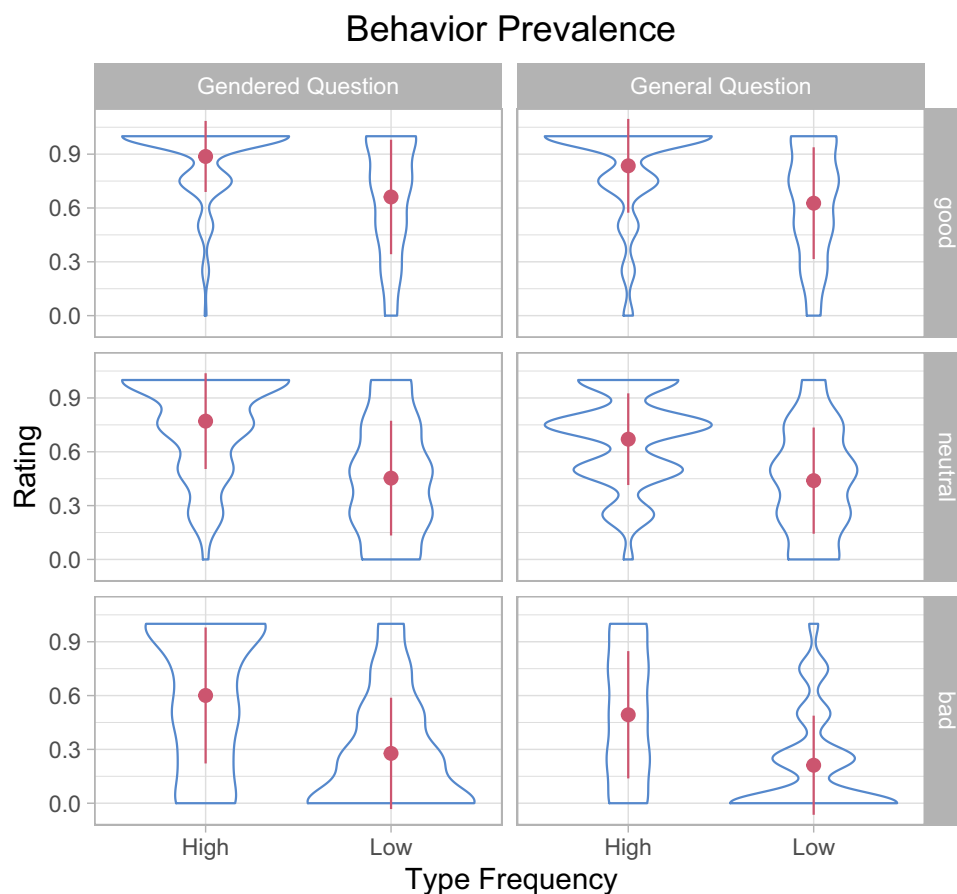 Behavior Prevalence
Gendered Question
General Question
0.9
0.6
0.3
0.0
good
0.9
0.6
0.3
0.0
neutral
0.9
0.6
0.3
0.0
bad
Rating
High
Low
High
Low
Type Frequency